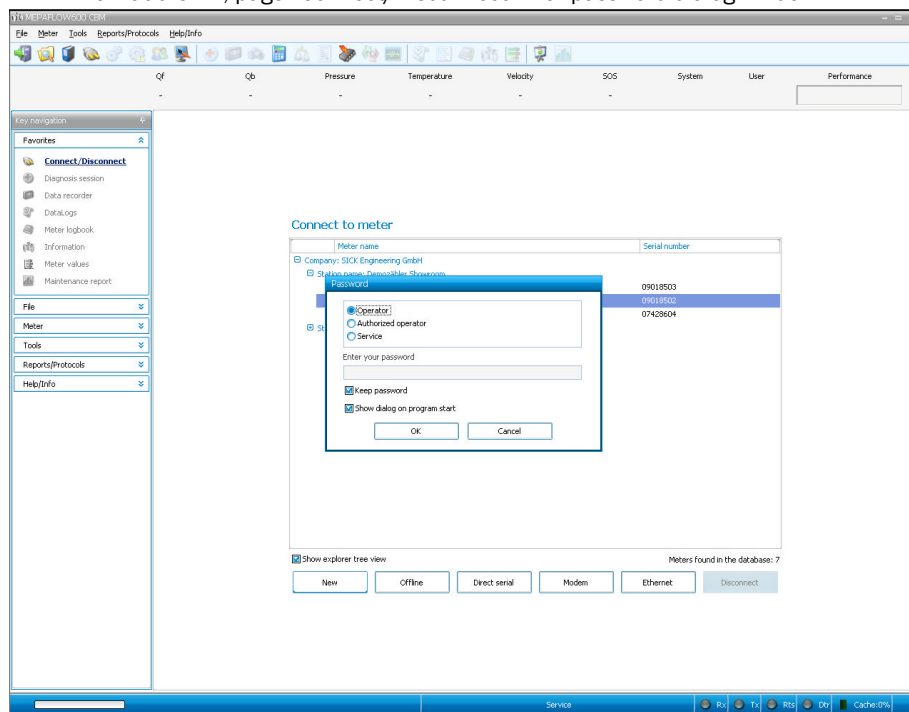 MEPAFLOW600 CBM
File Meter Tools Reports/Protocols Help/Info
Qf Qb Pressure Temperature Velocity SOS System User Performance
- - - - - -
Key navigation
Favorites
Connect/Disconnect
Diagnosis session
Data recorder
DataLogs
Meter logbook
Information
Meter values
Maintenance report
File
Meter
Tools
Reports/Protocols
Help/Info
Connect to meter
Meter name Serial number
Company: SICK Engineering GmbH
Station name: Demozähler Showroom
09018503
09018502
07428604
St
Password
Operator
Authorized operator
Service
Enter your password
Keep password
Show dialog on program start
OK Cancel
Show explorer tree view Meters found in the database: 7
New Offline Direct serial Modem Ethernet Disconnect
Service Rx Tx Rts Dtr Cache:0%